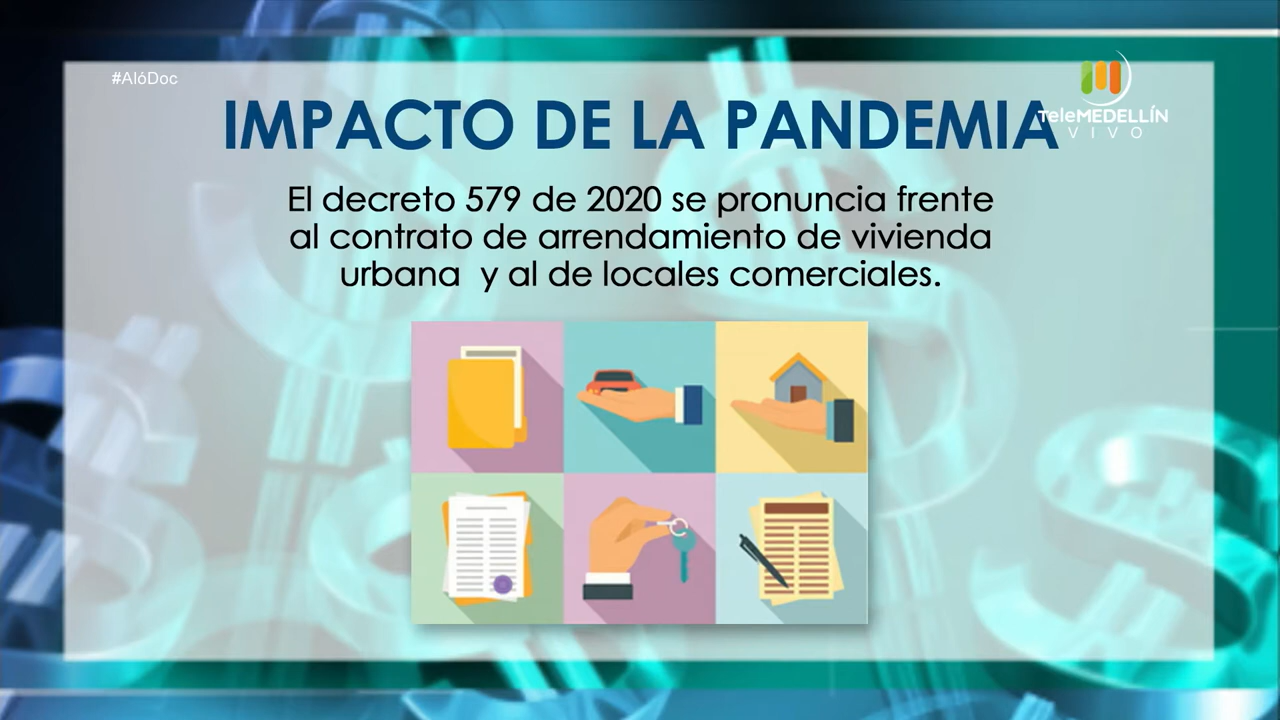 #AlóDoc
TeleMEDELLÍN
VIVO
IMPACTO DE LA PANDEMIA
El decreto 579 de 2020 se pronuncia frente
al contrato de arrendamiento de vivienda
urbana  y al de locales comerciales.